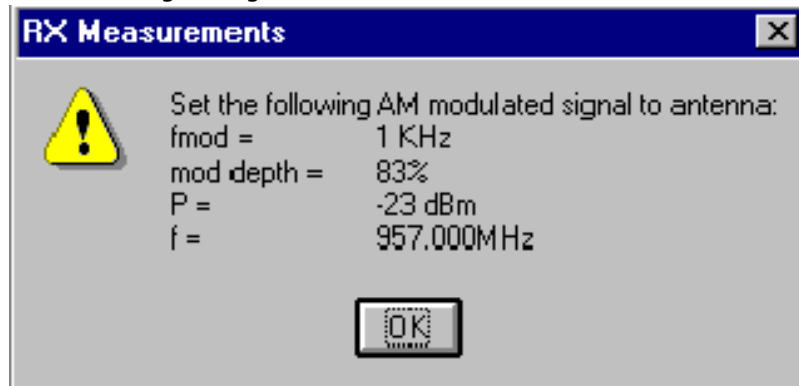 RX Measurements
Set the following AM modulated signal to antenna:
fmod = 1 KHz
mod depth = 83%
P = -23 dBm
f = 957.000MHz
OK